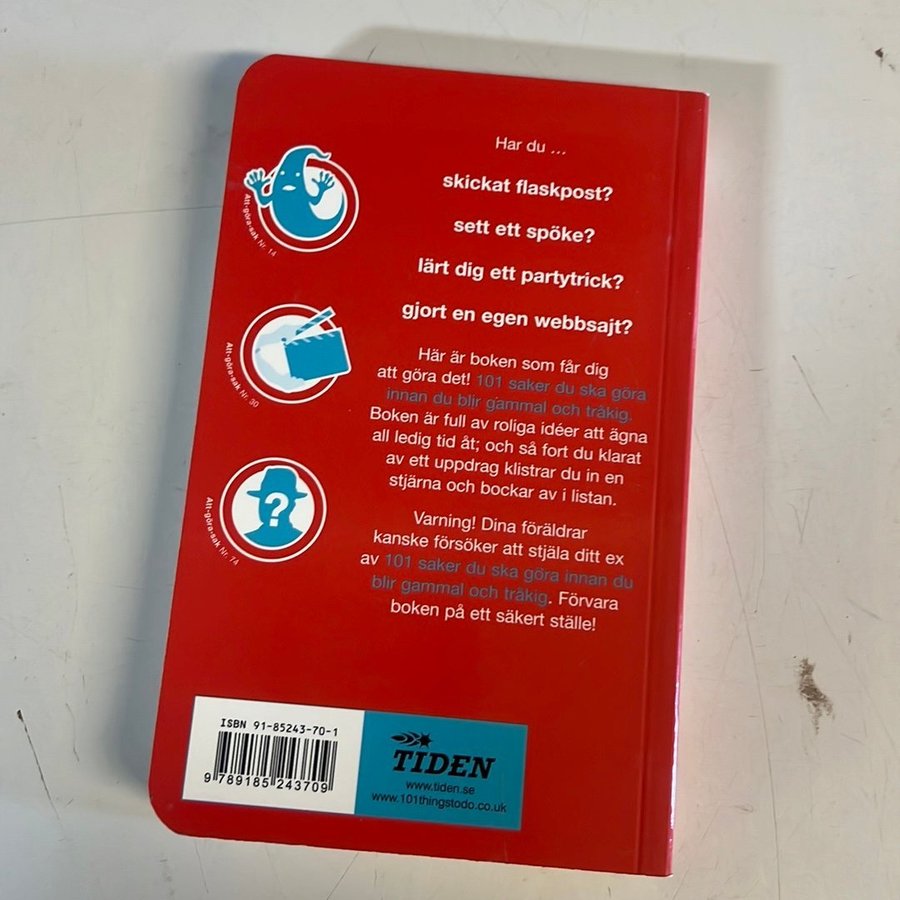 Har du ...
skickat flaskpost?
sett ett spöke?
lärt dig ett partytrick?
gjort en egen webbsajt?
Här är boken som får dig
att göra det! 101 saker du ska göra
innan du blir gammal och tråkig.
Boken är full av roliga idéer att ägna
all ledig tid åt; och så fort du klarat
av ett uppdrag klistrar du in en
stjärna och bockar av i listan.
Varning! Dina föräldrar
kanske försöker att stjäla ditt ex
av 101 saker du ska göra innan du
blir gammal och tråkig. Förvara
boken på ett säkert ställe!
Att-göra-sak Nr. 14
Att-göra-sak Nr. 30
?
Att-göra-sak Nr. 74
ISBN 91-85243-70-1
9 789185 243709
TIDEN
www.tiden.se
www.101thingstodo.co.uk